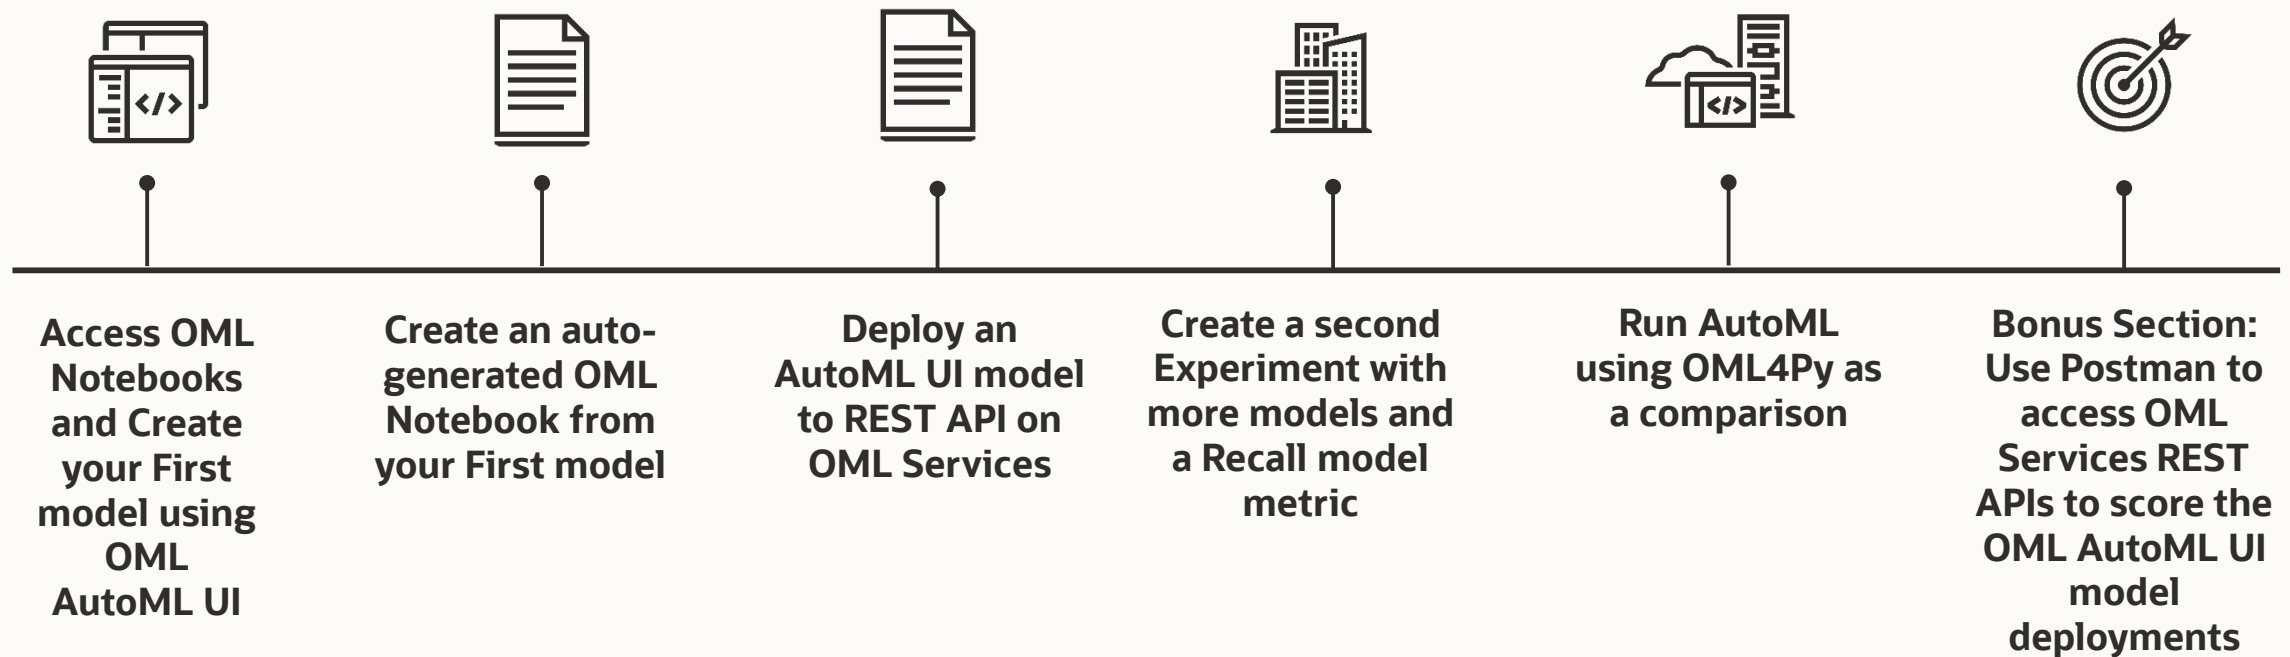 </>
</>
Access OML
Notebooks
and Create
your First
model using
OML
AutoML UI
Create an auto-
generated OML
Notebook from
your First model
Deploy an
AutoML UI model
to REST API on
OML Services
Create a second
Experiment with
more models and
a Recall model
metric
Run AutoML
using OML4Py as
a comparison
Bonus Section:
Use Postman to
access OML
Services REST
APIs to score the
OML AutoML UI
model
deployments